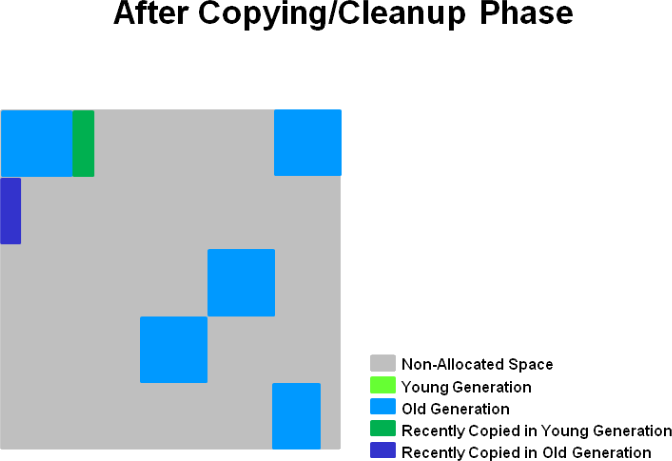 After Copying/Cleanup Phase
Non-Allocated Space
Young Generation
Old Generation
Recently Copied in Young Generation
Recently Copied in Old Generation